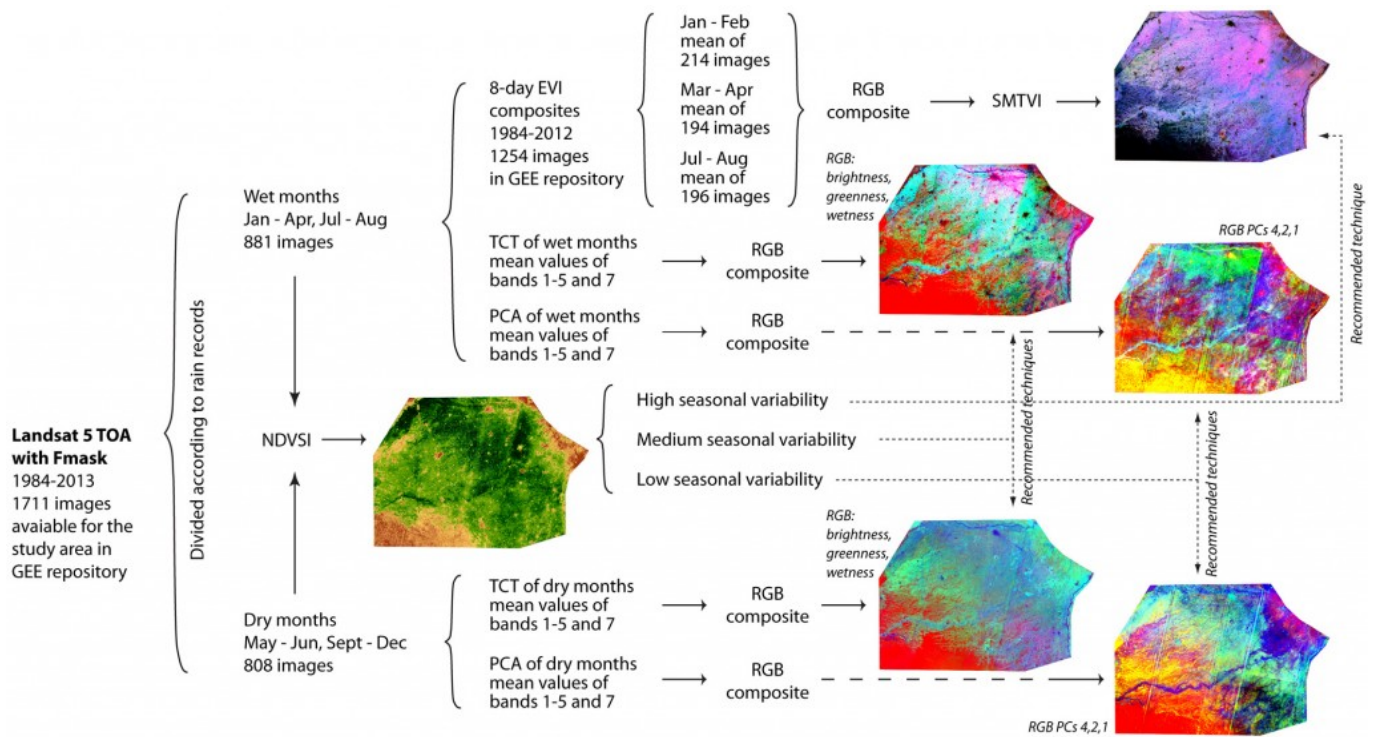 Landsat 5 TOA
with Fmask
1984-2013
1711 images
avaiable for the
study area in
GEE repository
Divided according to rain records
Wet months
Jan - Apr, Jul - Aug
881 images
NDVSI
Dry months
May - Jun, Sept - Dec
808 images
8-day EVI
composites
1984-2012
1254 images
in GEE repository
Jan - Feb
mean of
214 images
Mar - Apr
mean of
194 images
Jul - Aug
mean of
196 images
RGB
composite
SMTVI
TCT of wet months
mean values of
bands 1-5 and 7
RGB
composite
RGB:
brightness,
greenness,
wetness
PCA of wet months
mean values of
bands 1-5 and 7
RGB
composite
RGB PCs 4,2,1
High seasonal variability
Medium seasonal variability
Low seasonal variability
Recommended technique
Recommended techniques
Recommended techniques
TCT of dry months
mean values of
bands 1-5 and 7
RGB
composite
RGB:
brightness,
greenness,
wetness
PCA of dry months
mean values of
bands 1-5 and 7
RGB
composite
RGB PCs 4,2,1